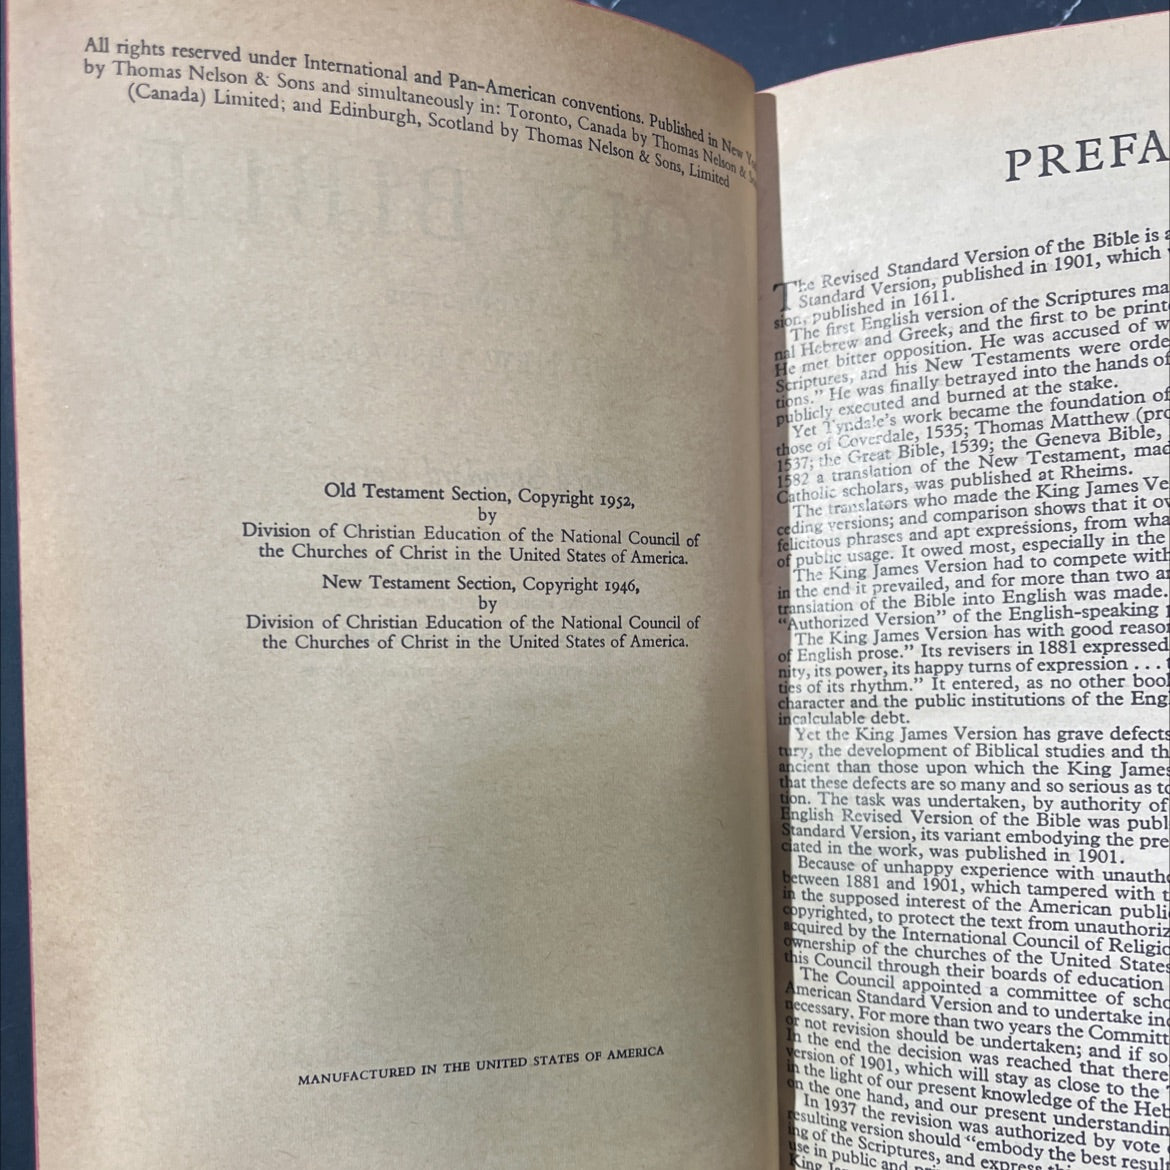 All rights reserved under International and Pan-American conventions. Published in New
by Thomas Nelson & Sons and simultaneously in: Toronto, Canada by Thomas Nelson &
(Canada) Limited; and Edinburgh, Scotland by Thomas Nelson & Sons, Limited
Old Testament Section, Copyright 1952,
by
Division of Christian Education of the National Council of
the Churches of Christ in the United States of America.
New Testament Section, Copyright 1946,
by
Division of Christian Education of the National Council of
the Churches of Christ in the United States of America.
MANUFACTURED IN THE UNITED STATES OF AMERICA
PREFA
The Revised Standard Version of the Bible is a
Standard Version, published in 1901, which
sion, published in 1611.
The first English version of the Scriptures ma
nal Hebrew and Greek, and the first to be print
He met bitter opposition. He was accused of w
Scriptures, and his New Testaments were orde
tions." He was finally betrayed into the hands of
publicly executed and burned at the stake.
Yet Tyndale's work became the foundation of
those of Coverdale, 1535; Thomas Matthew (pro
1537; the Great Bible, 1539; the Geneva Bible,
1582 a translation of the New Testament, mad
Catholic scholars, was published at Rheims.
The translators who made the King James Ve
ceding versions; and comparison shows that it ow
felicitous phrases and apt expressions, from wha
of public usage. It owed most, especially in the
The King James Version had to compete with
in the end it prevailed, and for more than two a
translation of the Bible into English was made.
"Authorized Version" of the English-speaking
The King James Version has with good reason
of English prose." Its revisers in 1881 expressed
nity, its power, its happy turns of expression . . .
ties of its rhythm." It entered, as no other book
character and the public institutions of the Eng
incalculable debt.
Yet the King James Version has grave defects
tury, the development of Biblical studies and th
ancient than those upon which the King James
that these defects are so many and so serious as to
tion. The task was undertaken, by authority of
English Revised Version of the Bible was publ
Standard Version, its variant embodying the pre
ciated in the work, was published in 1901.
Because of unhappy experience with unautho
between 1881 and 1901, which tampered with t
in the supposed interest of the American publi
copyrighted, to protect the text from unauthoriz
acquired by the International Council of Religio
ownership of the churches of the United States
this Council through their boards of education
The Council appointed a committee of scho
American Standard Version and to undertake inq
necessary. For more than two years the Committ
or not revision should be undertaken; and if so
In the end the decision was reached that there
version of 1901, which will stay as close to the
in the light of our present knowledge of the Heb
on the one hand, and our present understandin
In 1937 the revision was authorized by vote
resulting version should "embody the best resul
ing of the Scriptures, and express
use in public and
King